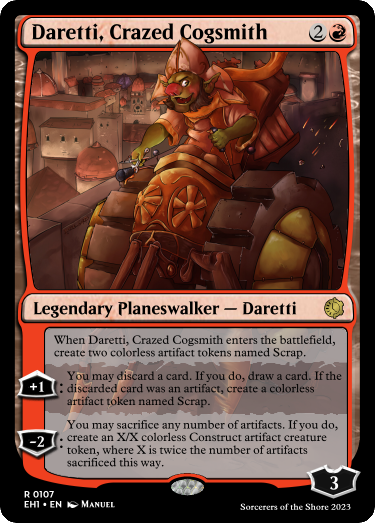 Daretti, Crazed Cogsmith 2
Legendary Planeswalker — Daretti
When Daretti, Crazed Cogsmith enters the battlefield,
create two colorless artifact tokens named Scrap.
+1: You may discard a card. If you do, draw a card. If the
discarded card was an artifact, create a colorless
artifact token named Scrap.
-2: You may sacrifice any number of artifacts. If you do,
create an X/X colorless Construct artifact creature
token, where X is twice the number of artifacts
sacrificed this way.
3
R 0107
EH1 • EN Manuel
Sorcerers of the Shore 2023